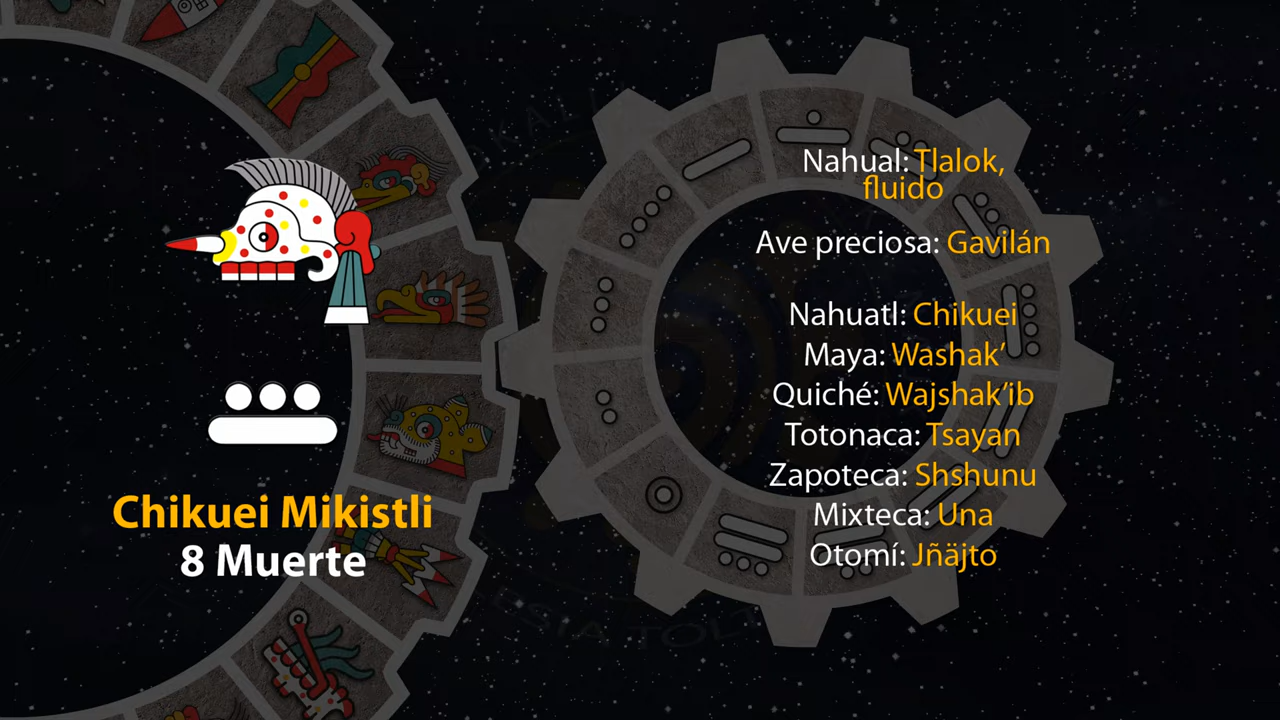 Nahual: Tlalok,
fluido
Ave preciosa: Gavilán
Nahuatl: Chikuei
Maya: Washak’
Quiché: Wajshak’ib
Totonaca: Tsayan
Zapoteca: Shshunu
Mixteca: Una
Otomí: Jñäjto
Chikuei Mikistli
8 Muerte